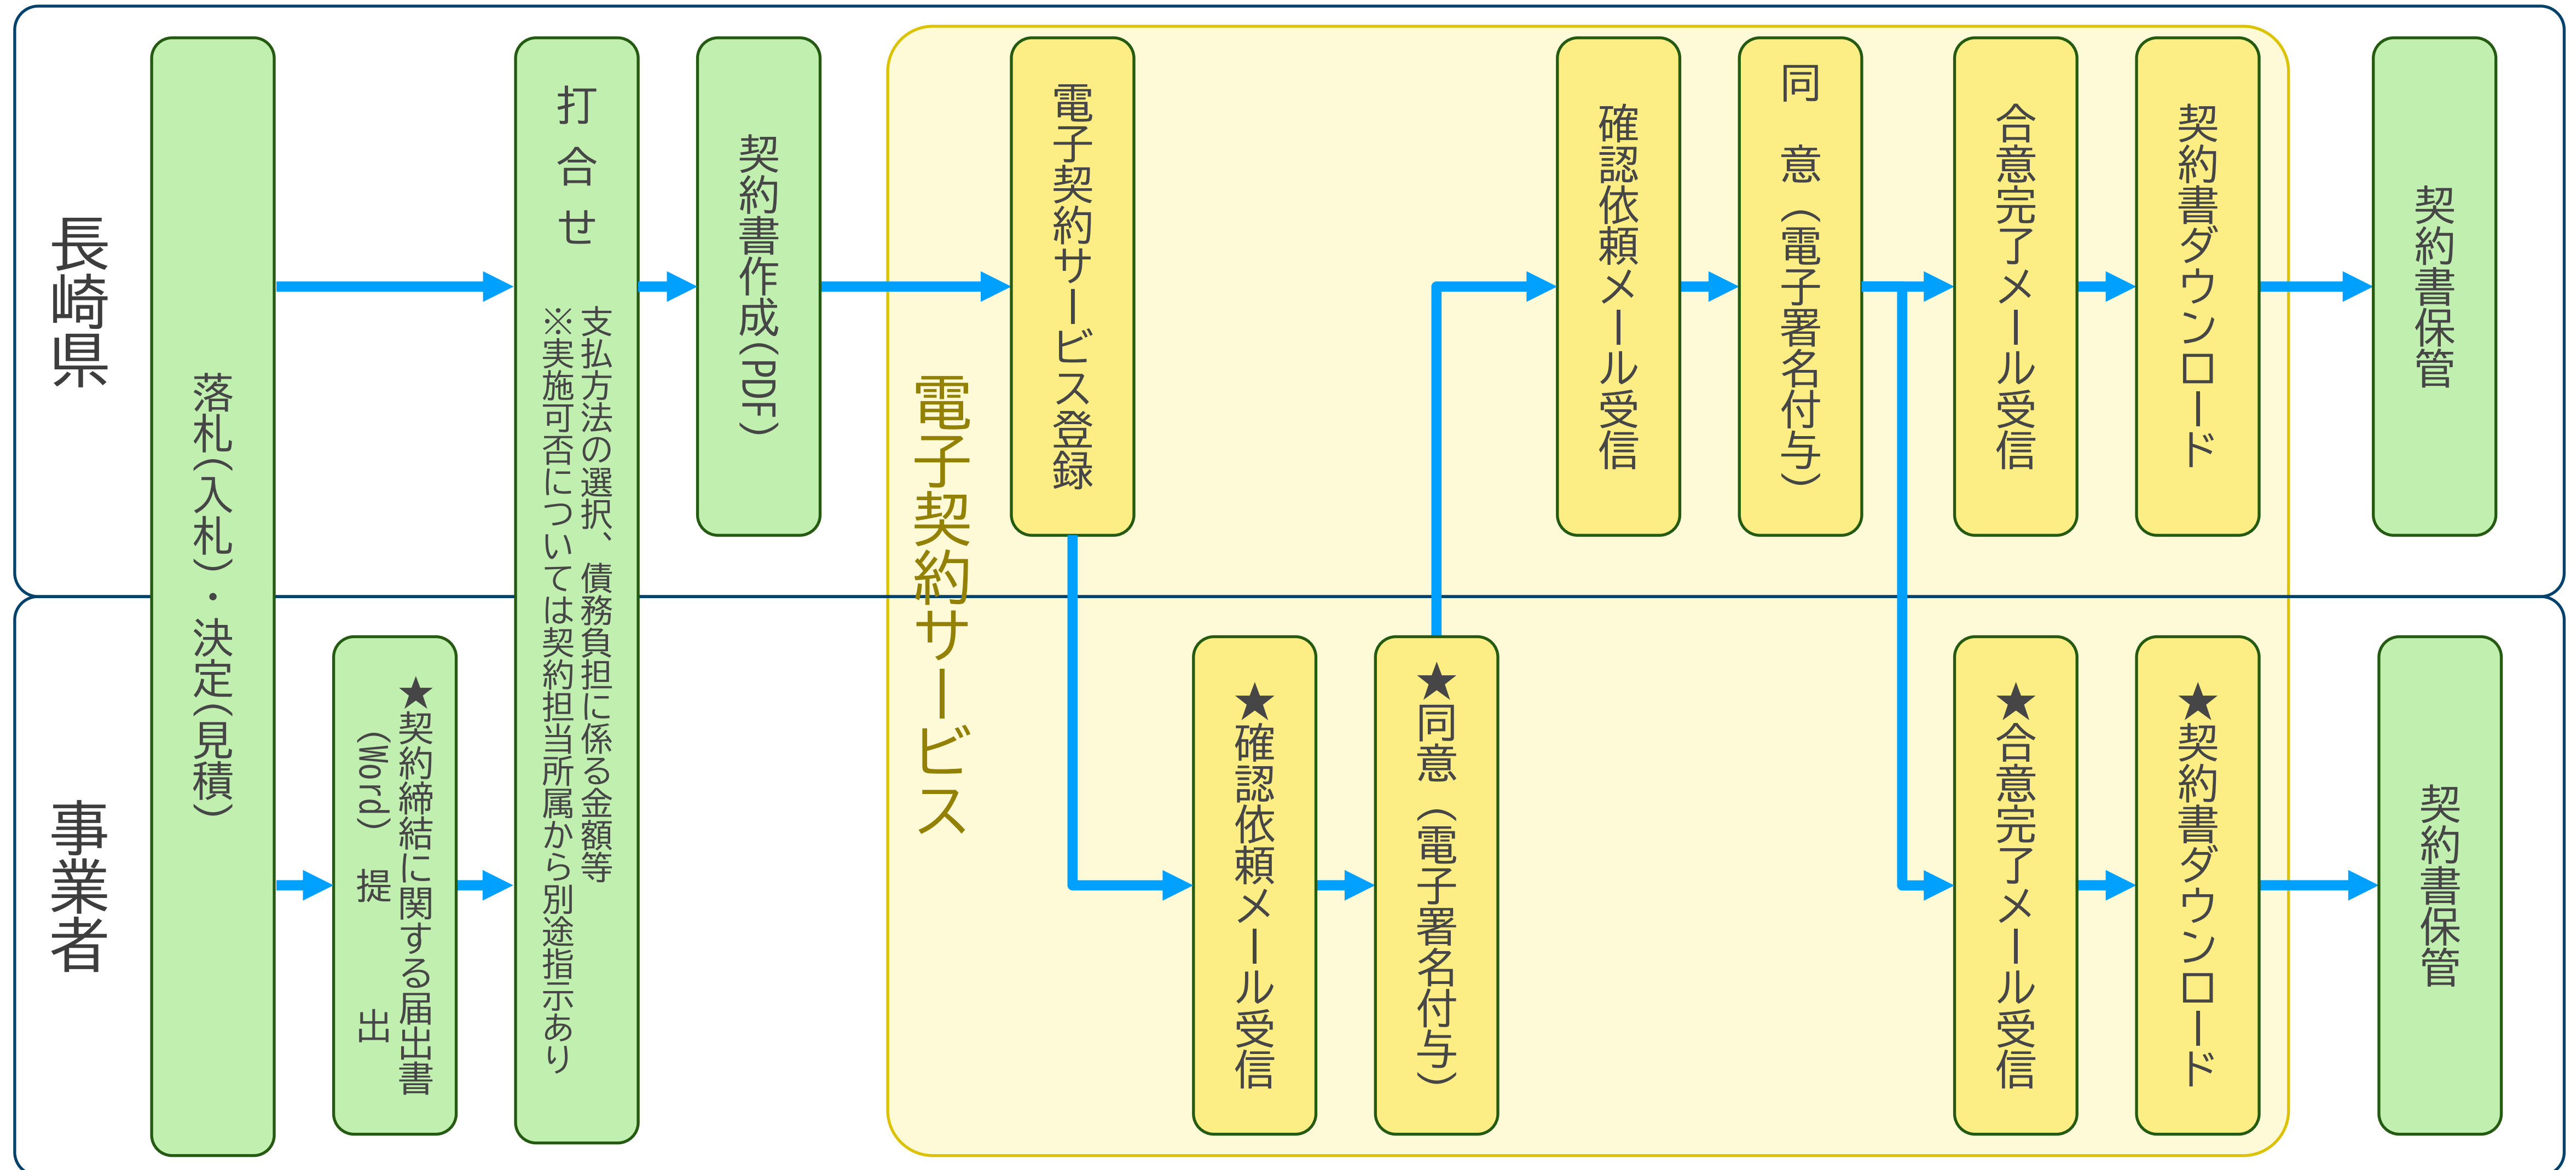 長崎県
事業者
落札(入札)・決定(見積)
★契約締結に関する届出書
(Word) 提　出
打合せ
支払方法の選択、債務負担に係る金額等
※実施可否については契約担当所属から別途指示あり
契約書作成(PDF)
電子契約サービス
電子契約サービス登録
★確認依頼メール受信
★同意（電子署名付与）
確認依頼メール受信
同　意（電子署名付与）
合意完了メール受信
契約書ダウンロード
契約書保管
★合意完了メール受信
★契約書ダウンロード
契約書保管